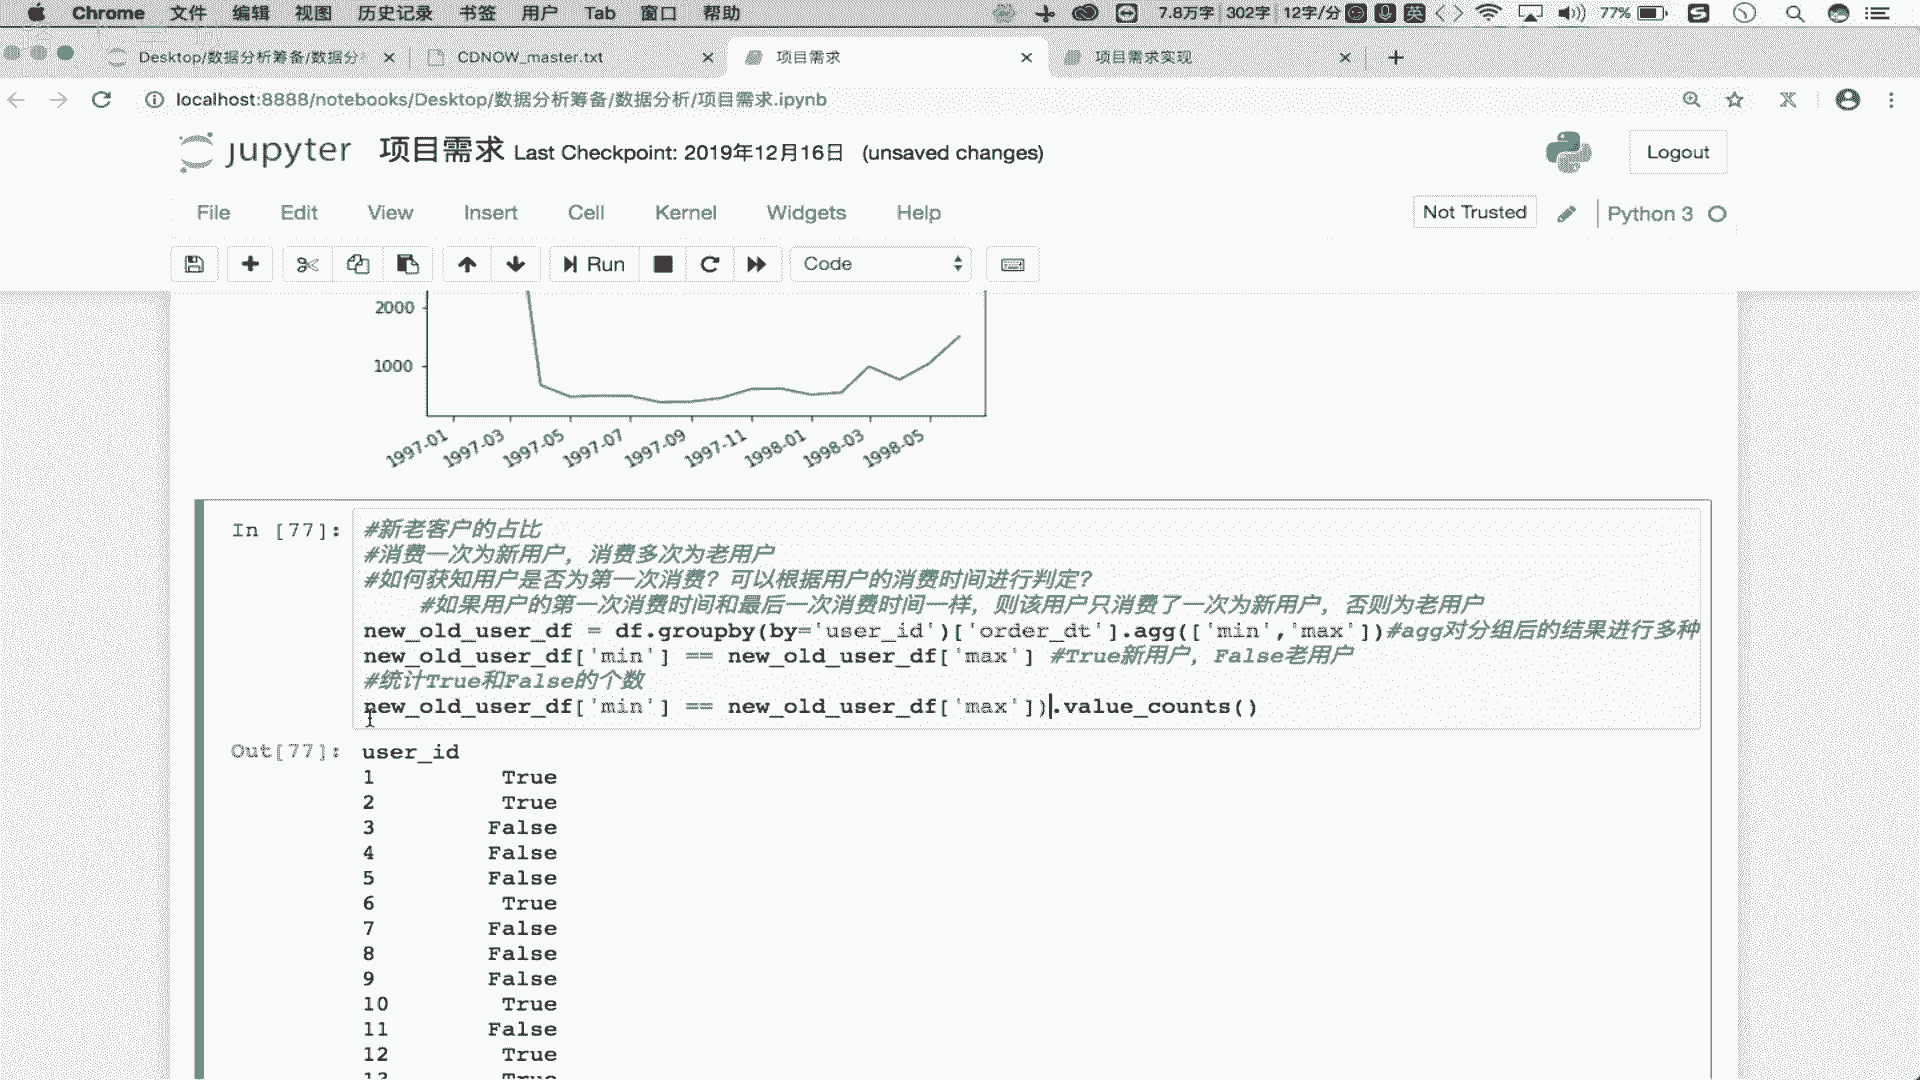 Chrome 文件 编辑 视图 历史记录 书签 用户 Tab 窗口 帮助 7.8万字 302字 12字/分 英 77%
Desktop/数据分析筹备/数据分 CDNOW_master.txt 项目需求 项目需求实现
localhost:8888/notebooks/Desktop/数据分析筹备/数据分析/项目需求.ipynb
jupyter 项目需求 Last Checkpoint: 2019年12月16日 (unsaved changes) Logout
File Edit View Insert Cell Kernel Widgets Help Not Trusted Python 3
Run Code
2000
1000
1997-01 1997-03 1997-05 1997-07 1997-09 1997-11 1998-01 1998-03 1998-05
In [77]: #新老客户的占比
#消费一次为新用户，消费多次为老用户
#如何获知用户是否为第一次消费？可以根据用户的消费时间进行判定？
#如果用户的第一次消费时间和最后一次消费时间一样，则该用户只消费了一次为新用户，否则为老用户
new_old_user_df = df.groupby(by='user_id')['order_dt'].agg(['min','max'])#agg对分组后的结果进行多种
new_old_user_df['min'] == new_old_user_df['max'] #True新用户，False老用户
#统计True和False的个数
new_old_user_df['min'] == new_old_user_df['max']).value_counts()
Out[77]: user_id
1 True
2 True
3 False
4 False
5 False
6 True
7 False
8 False
9 False
10 True
11 False
12 True
13 True